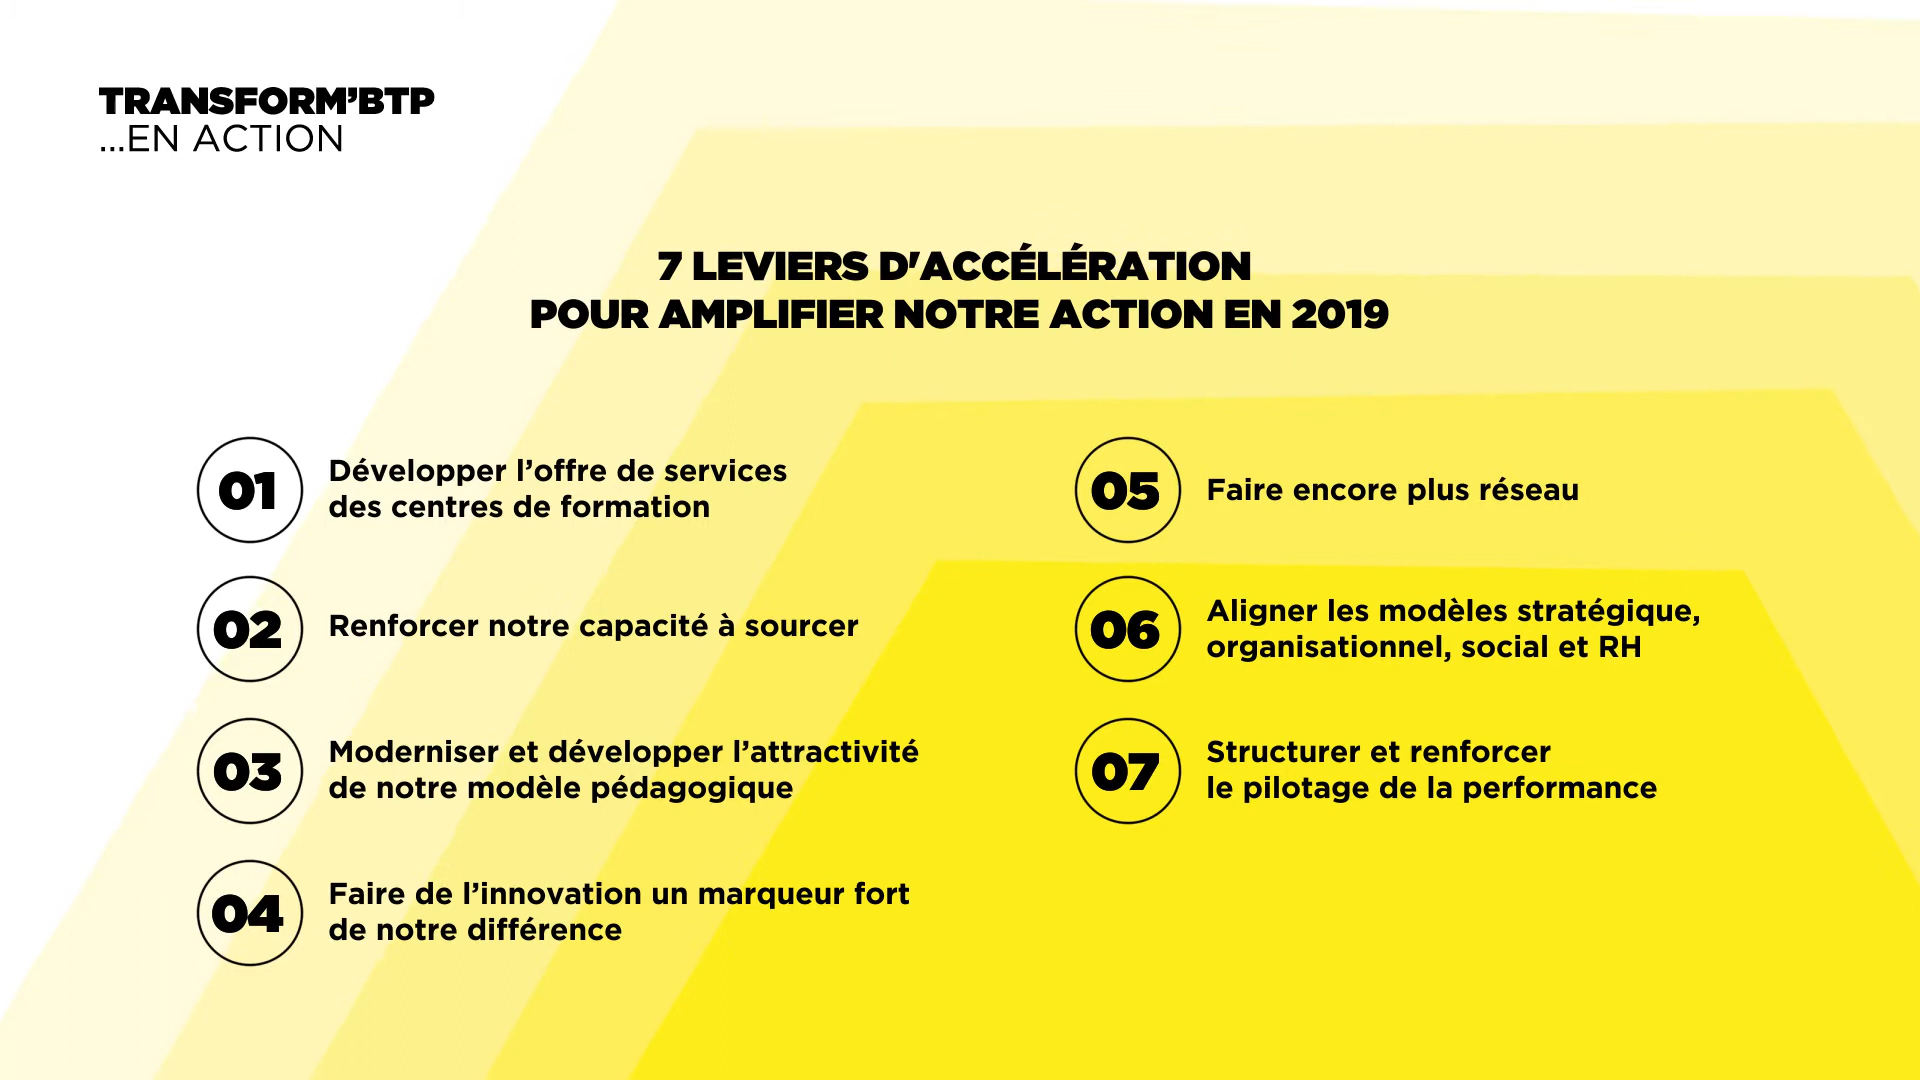 TRANSFORM’BTP
...EN ACTION
7 LEVIERS D'ACCÉLÉRATION
POUR AMPLIFIER NOTRE ACTION EN 2019
01
Développer l’offre de services
des centres de formation
02
Renforcer notre capacité à sourcer
03
Moderniser et développer l’attractivité
de notre modèle pédagogique
04
Faire de l’innovation un marqueur fort
de notre différence
05
Faire encore plus réseau
06
Aligner les modèles stratégique,
organisationnel, social et RH
07
Structurer et renforcer
le pilotage de la performance